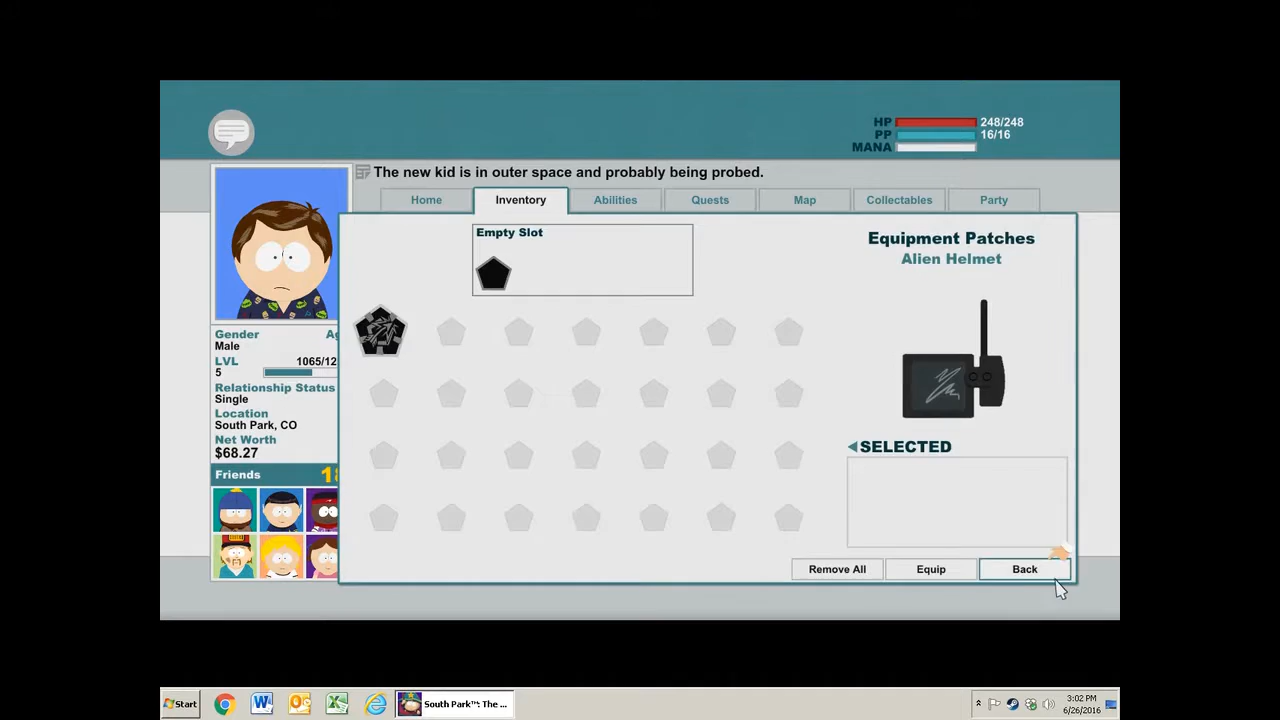 HP 248/248
PP 16/16
MANA
The new kid is in outer space and probably being probed.
Home Inventory Abilities Quests Map Collectables Party
Empty Slot
Equipment Patches
Alien Helmet
Gender
Male
LVL 1065/12
5
Relationship Status
Single
Location
South Park, CO
Net Worth
$68.27
Friends
SELECTED
Remove All Equip Back
Start
South Park™: The ...
3:02 PM
6/26/2016